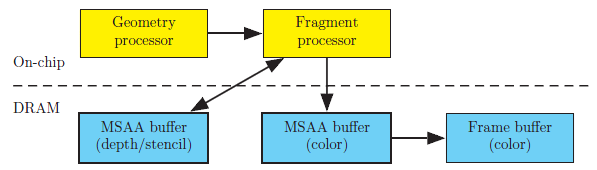 Geometry
processor
Fragment
processor
On-chip
DRAM
MSAA buffer
(depth/stencil)
MSAA buffer
(color)
Frame buffer
(color)